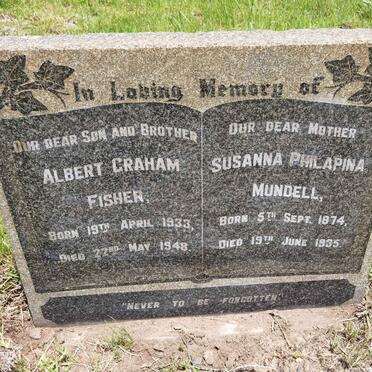 In Loving Memory of
OUR DEAR SON AND BROTHER
ALBERT GRAHAM
FISHER,
BORN 19TH APRIL 1933,
DIED 22ND MAY 1948.
OUR DEAR MOTHER
SUSANNA PHILAPINA
MUNDELL,
BORN 5TH SEPT. 1874,
DIED 19TH JUNE 1935.
"NEVER TO BE FORGOTTEN"